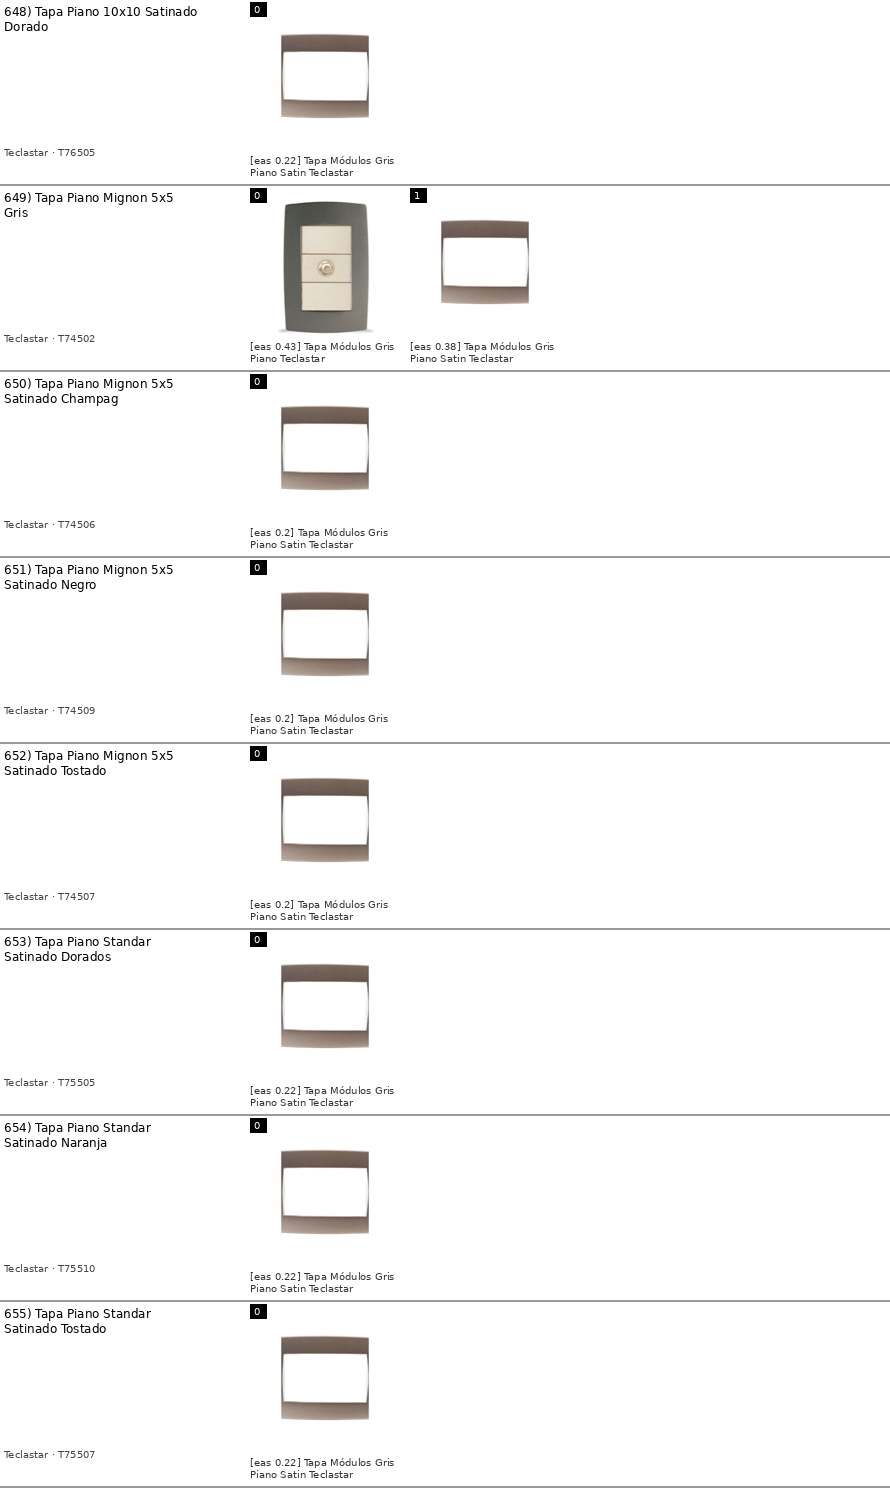 648) Tapa Piano 10x10 Satinado
Dorado
Teclastar · T76505
0
[eas 0.22] Tapa Módulos Gris
Piano Satin Teclastar
649) Tapa Piano Mignon 5x5
Gris
Teclastar · T74502
0
[eas 0.43] Tapa Módulos Gris
Piano Teclastar
1
[eas 0.38] Tapa Módulos Gris
Piano Satin Teclastar
650) Tapa Piano Mignon 5x5
Satinado Champag
Teclastar · T74506
0
[eas 0.2] Tapa Módulos Gris
Piano Satin Teclastar
651) Tapa Piano Mignon 5x5
Satinado Negro
Teclastar · T74509
0
[eas 0.2] Tapa Módulos Gris
Piano Satin Teclastar
652) Tapa Piano Mignon 5x5
Satinado Tostado
Teclastar · T74507
0
[eas 0.2] Tapa Módulos Gris
Piano Satin Teclastar
653) Tapa Piano Standar
Satinado Dorados
Teclastar · T75505
0
[eas 0.22] Tapa Módulos Gris
Piano Satin Teclastar
654) Tapa Piano Standar
Satinado Naranja
Teclastar · T75510
0
[eas 0.22] Tapa Módulos Gris
Piano Satin Teclastar
655) Tapa Piano Standar
Satinado Tostado
Teclastar · T75507
0
[eas 0.22] Tapa Módulos Gris
Piano Satin Teclastar